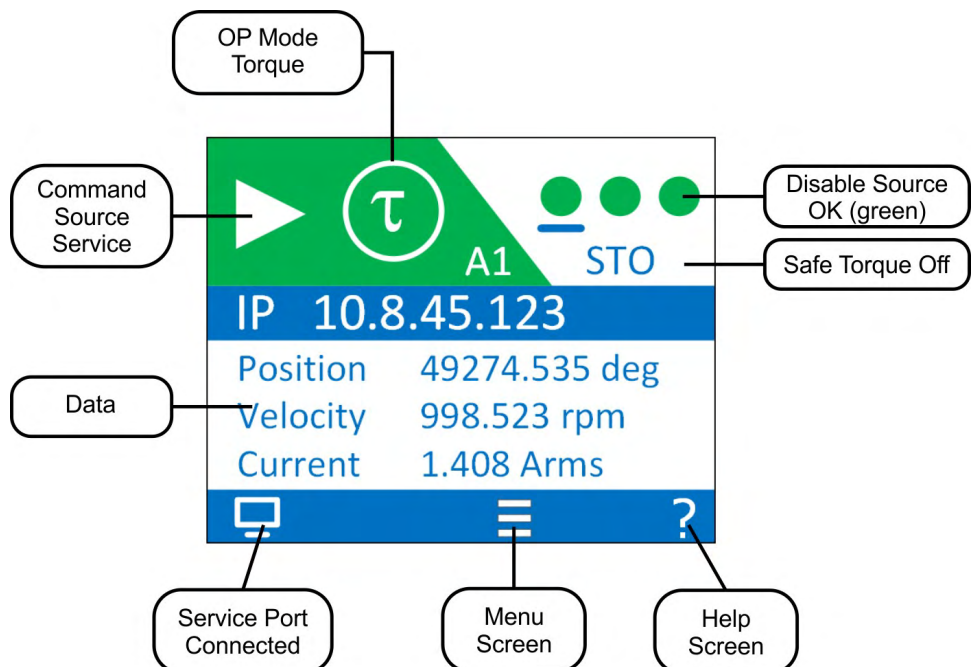 OP Mode
Torque
Command
Source
Service
τ
A1
STO
Disable Source
OK (green)
Safe Torque Off
IP 10.8.45.123
Position 49274.535 deg
Data
Velocity 998.523 rpm
Current 1.408 Arms
?
Service Port
Connected
Menu
Screen
Help
Screen